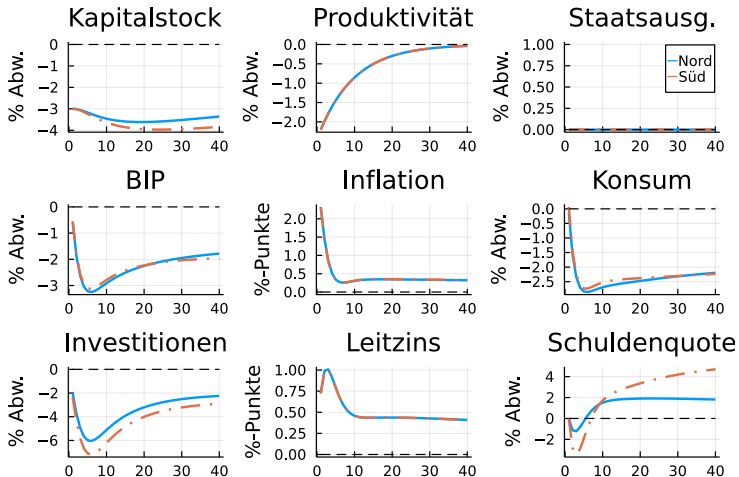 Kapitalstock
% Abw.
0
−1
−2
−3
−4
0 10 20 30 40
Produktivität
% Abw.
0.0
−0.5
−1.0
−1.5
−2.0
0 10 20 30 40
Staatsausg.
% Abw.
1.00
0.75
0.50
0.25
0.00
0 10 20 30 40
Nord
Süd
BIP
% Abw.
0
−1
−2
−3
0 10 20 30 40
Inflation
%-Punkte
2.0
1.5
1.0
0.5
0.0
0 10 20 30 40
Konsum
% Abw.
0.0
−0.5
−1.0
−1.5
−2.0
−2.5
0 10 20 30 40
Investitionen
% Abw.
0
−2
−4
−6
0 10 20 30 40
Leitzins
%-Punkte
1.00
0.75
0.50
0.25
0.00
0 10 20 30 40
Schuldenquote
% Abw.
4
2
0
−2
0 10 20 30 40